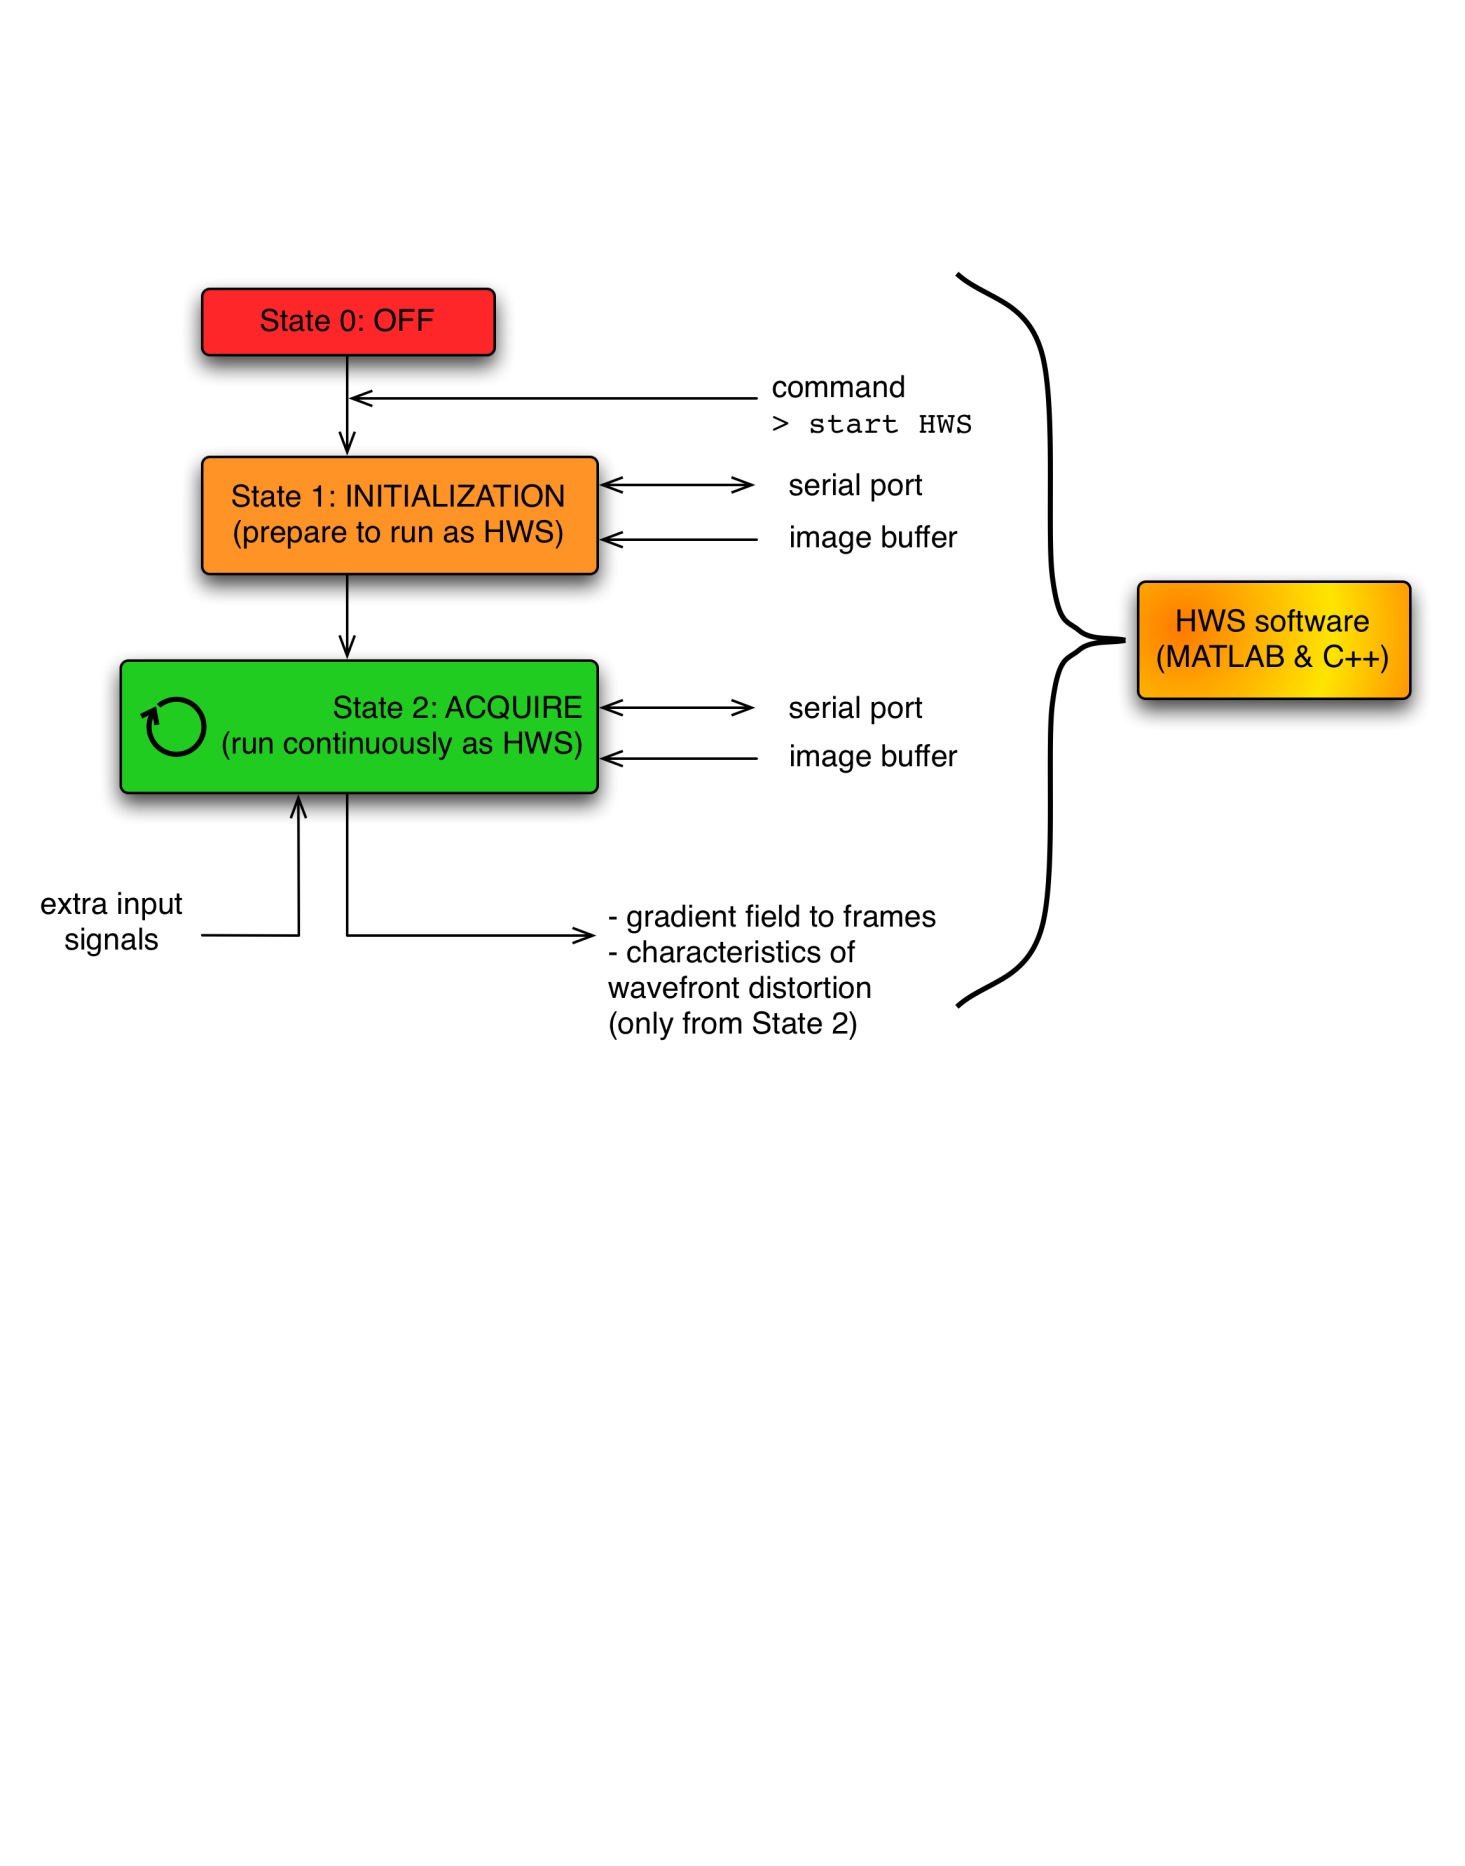 State 0: OFF
command
> start HWS
State 1: INITIALIZATION
(prepare to run as HWS)
serial port
image buffer
HWS software
(MATLAB & C++)
State 2: ACQUIRE
(run continuously as HWS)
serial port
image buffer
extra input
signals
- gradient field to frames
- characteristics of
wavefront distortion
(only from State 2)